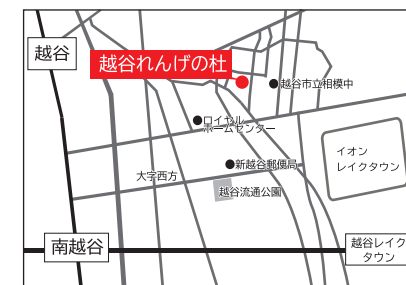 越谷
越谷れんげの杜
越谷市立相模中
ロイヤル
ホームセンター
イオン
レイクタウン
新越谷郵便局
大字西方
越谷流通公園
南越谷
越谷レイク
タウン